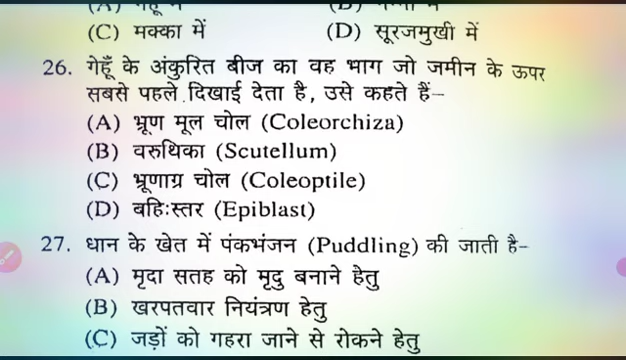 (C) मक्का में (D) सूरजमुखी में
26. गेहूँ के अंकुरित बीज का वह भाग जो जमीन के ऊपर
सबसे पहले दिखाई देता है, उसे कहते हैं–
(A) भ्रूण मूल चोल (Coleorchiza)
(B) वरुथिका (Scutellum)
(C) भ्रूणाग्र चोल (Coleoptile)
(D) बहिःस्तर (Epiblast)
27. धान के खेत में पंकभंजन (Puddling) की जाती है–
(A) मृदा सतह को मृदु बनाने हेतु
(B) खरपतवार नियंत्रण हेतु
(C) जड़ों को गहरा जाने से रोकने हेतु